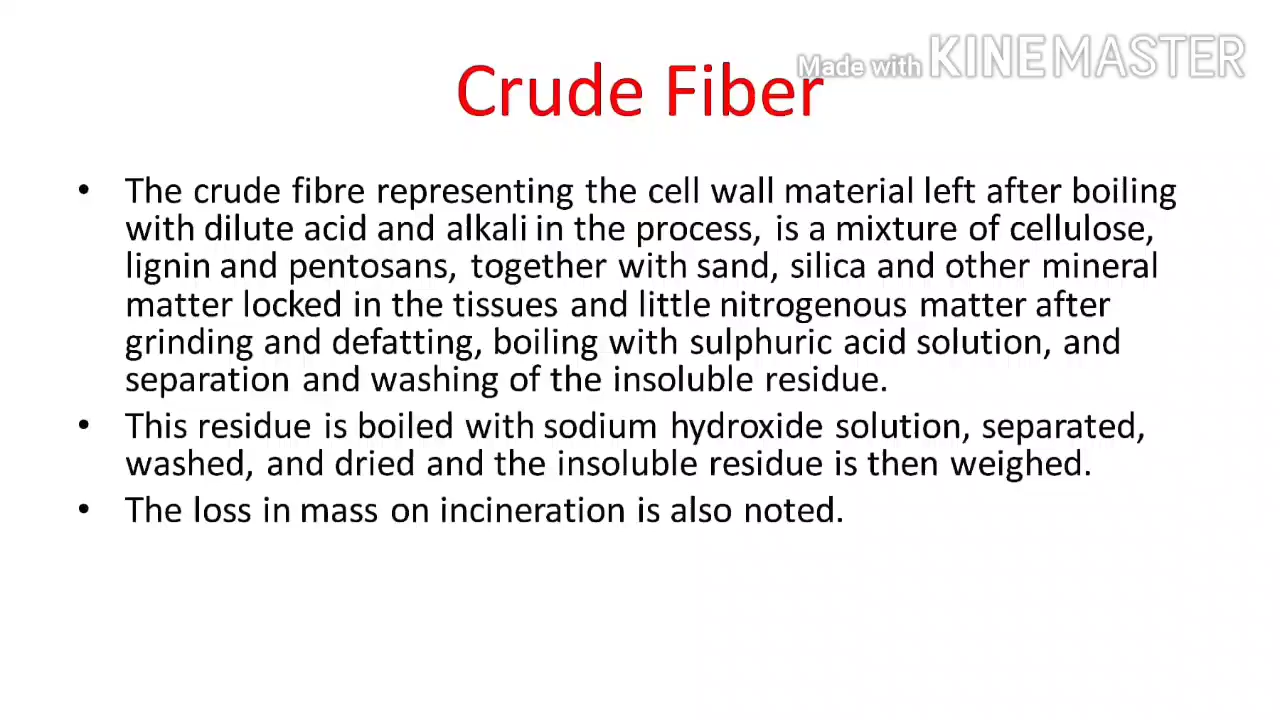 Made with KINEMASTER
Crude Fiber
• The crude fibre representing the cell wall material left after boiling
with dilute acid and alkali in the process, is a mixture of cellulose,
lignin and pentosans, together with sand, silica and other mineral
matter locked in the tissues and little nitrogenous matter after
grinding and defatting, boiling with sulphuric acid solution, and
separation and washing of the insoluble residue.
• This residue is boiled with sodium hydroxide solution, separated,
washed, and dried and the insoluble residue is then weighed.
• The loss in mass on incineration is also noted.